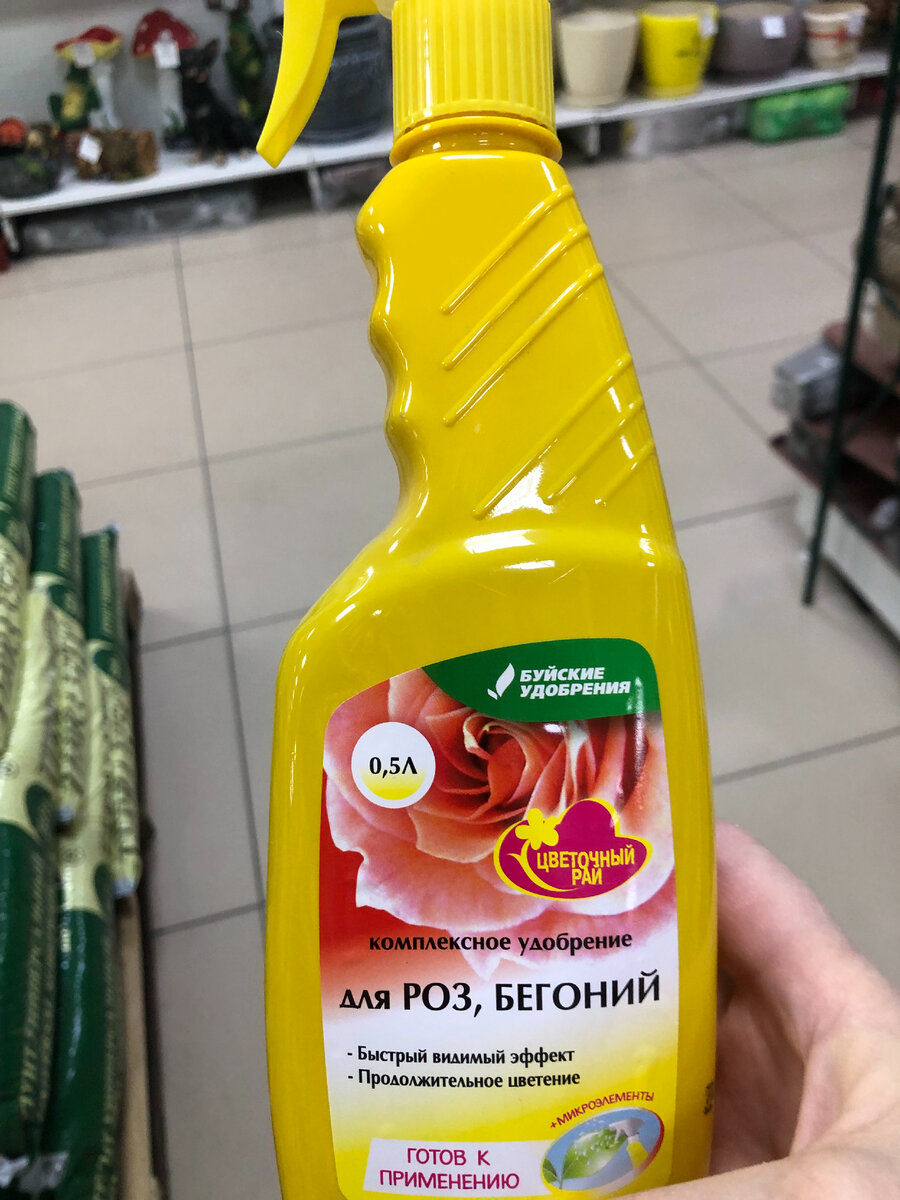 БУЙСКИЕ
УДОБРЕНИЯ
0,5Л
ЦВЕТОЧНЫЙ
РАЙ
комплексное удобрение
для РОЗ, БЕГОНИЙ
- Быстрый видимый эффект
- Продолжительное цветение
+МИКРОЭЛЕМЕНТЫ
ГОТОВ К
ПРИМЕНЕНИЮ